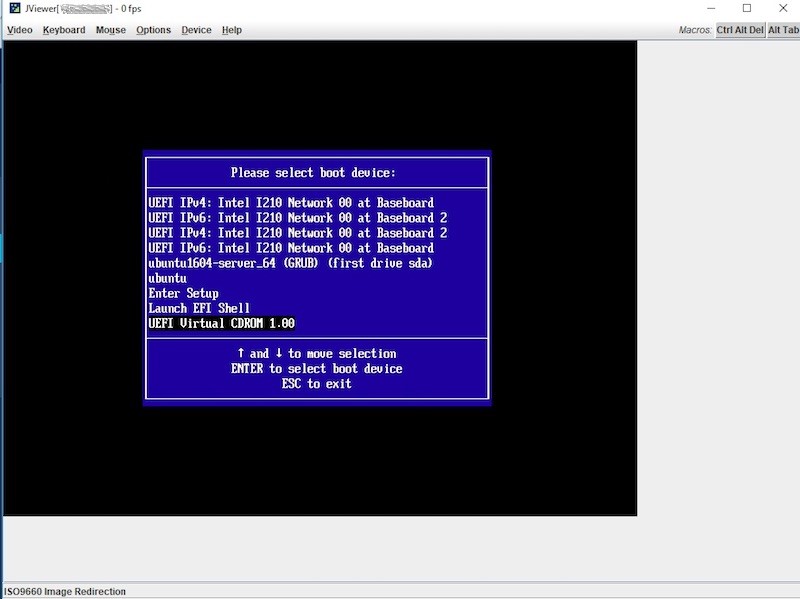 JViewer[ ] - 0 fps
Video Keyboard Mouse Options Device Help Macros: Ctrl Alt Del Alt Tab
Please select boot device:
UEFI IPv4: Intel I210 Network 00 at Baseboard
UEFI IPv6: Intel I210 Network 00 at Baseboard 2
UEFI IPv4: Intel I210 Network 00 at Baseboard 2
UEFI IPv6: Intel I210 Network 00 at Baseboard
ubuntu1604-server_64 (GRUB) (first drive sda)
ubuntu
Enter Setup
Launch EFI Shell
UEFI Virtual CDROM 1.00
↑ and ↓ to move selection
ENTER to select boot device
ESC to exit
ISO9660 Image Redirection